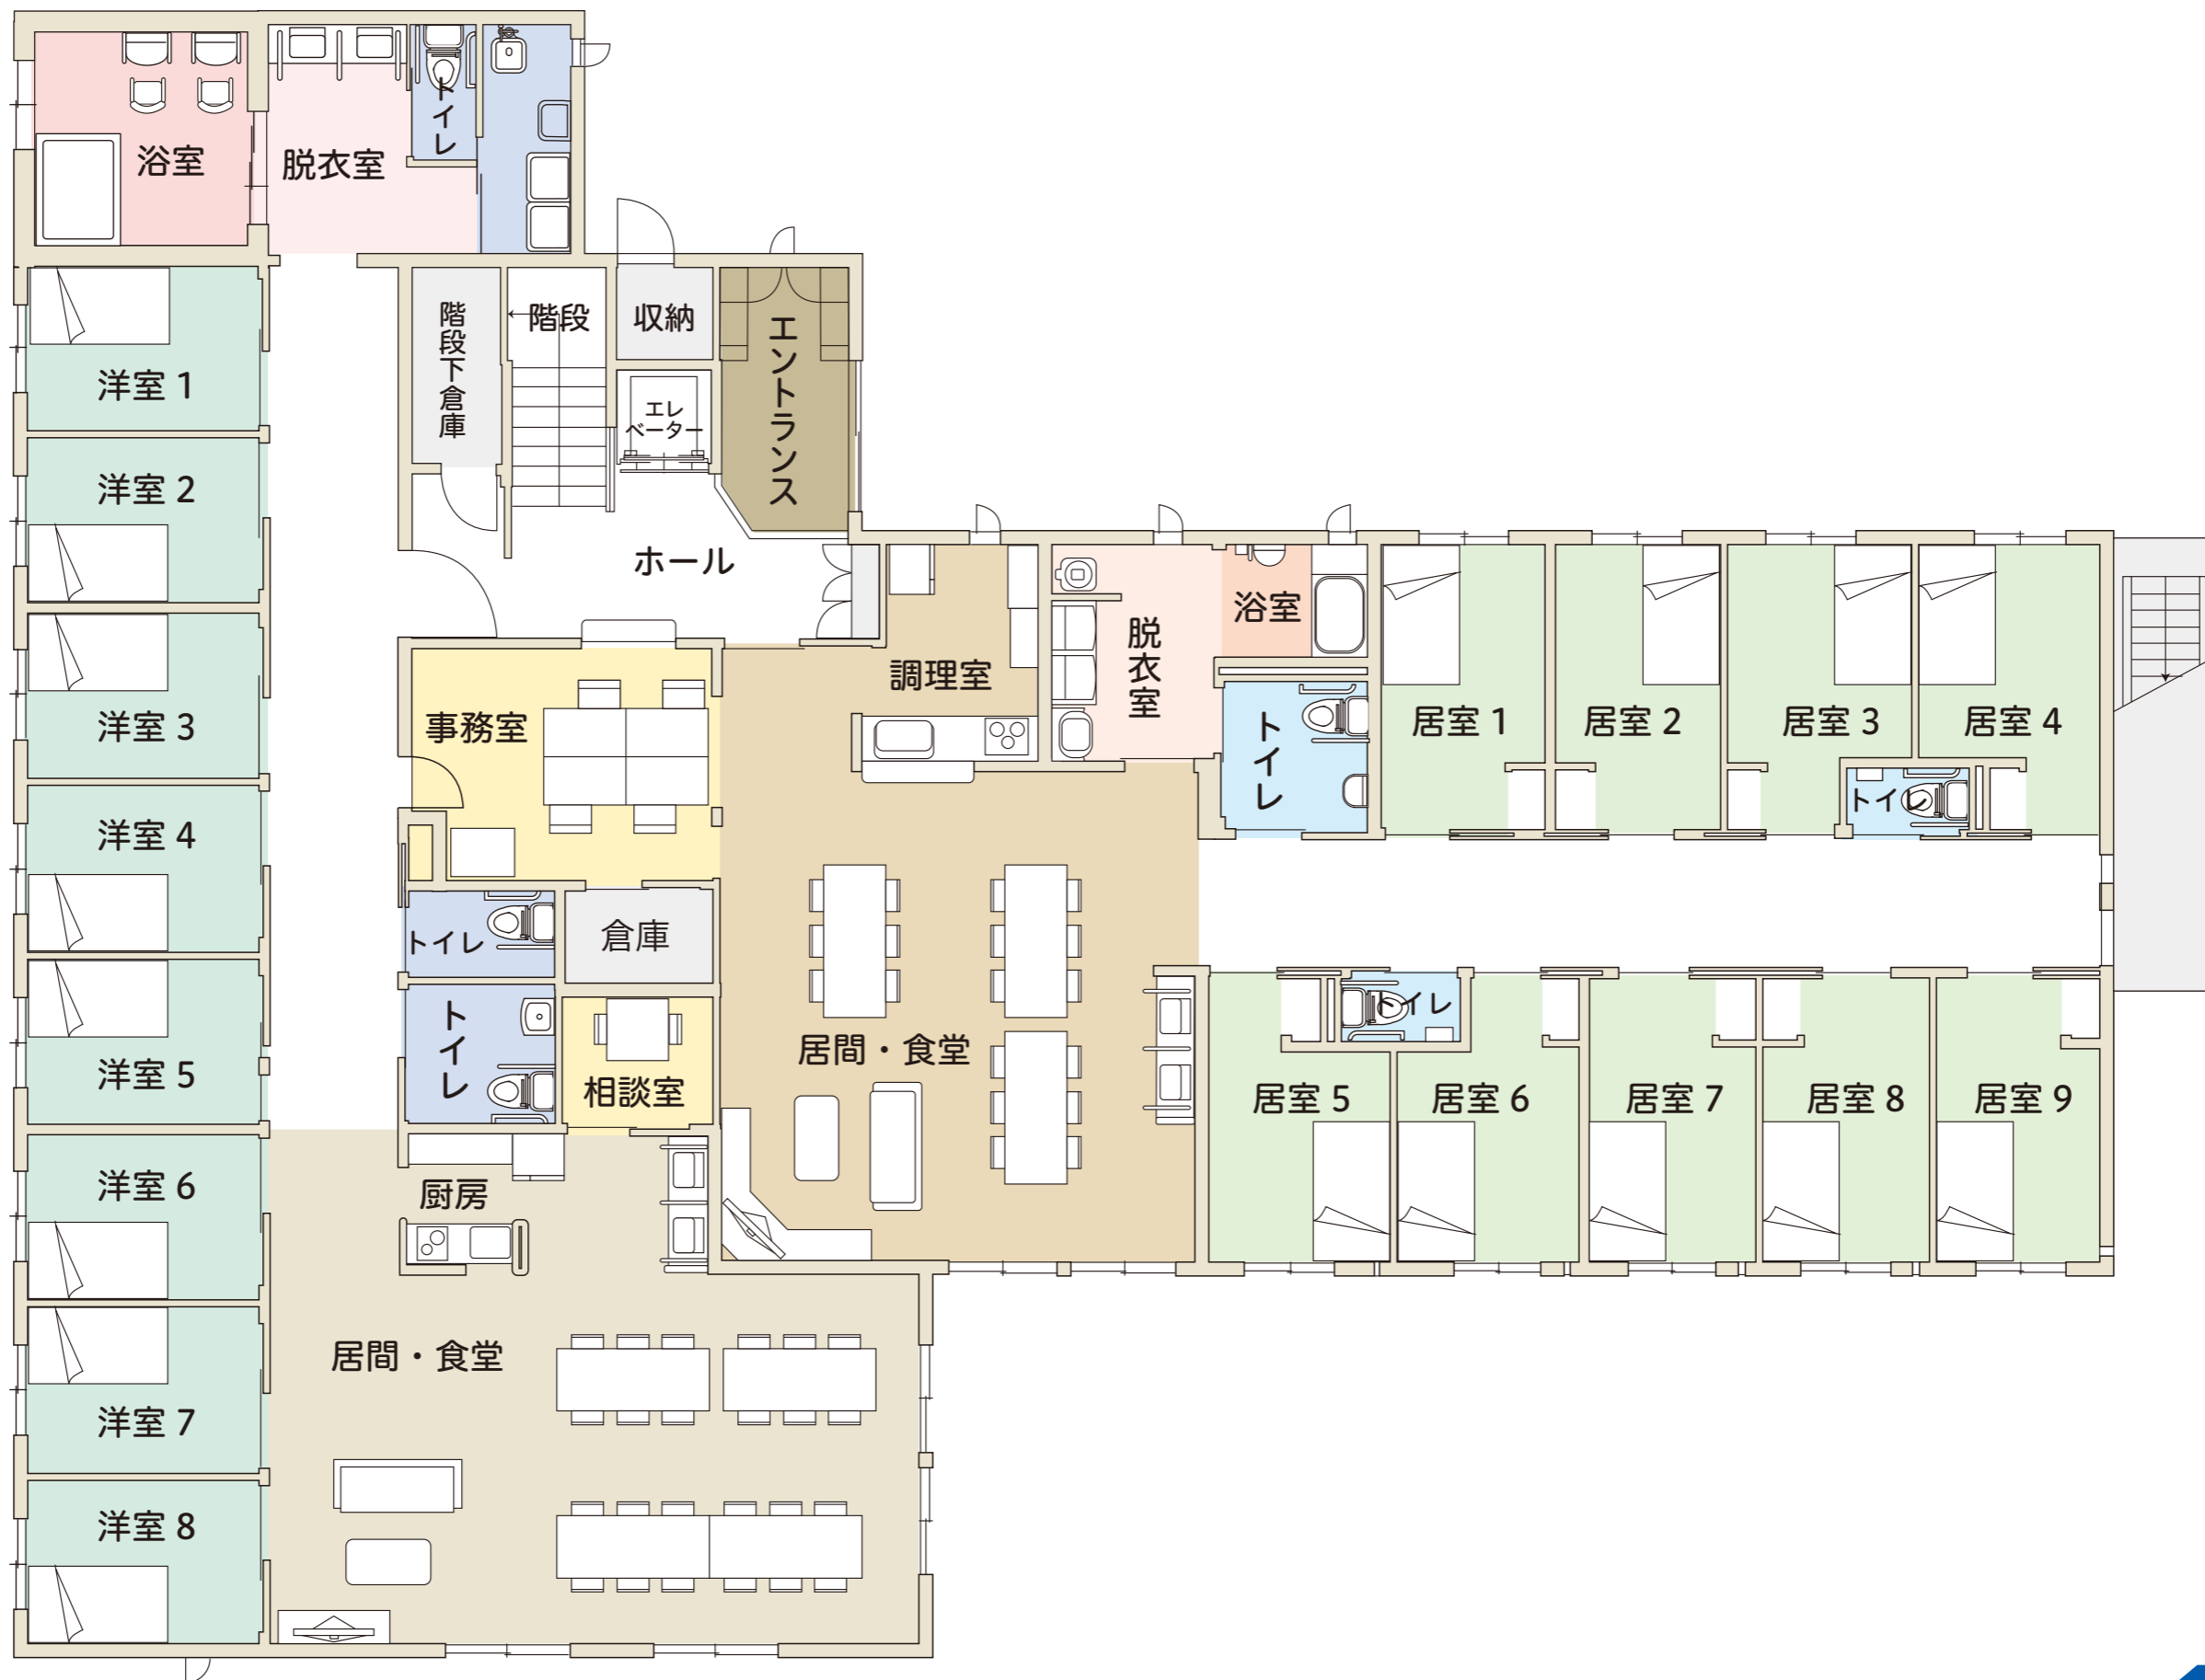 浴室
脱衣室
トイレ
階段下倉庫
階段
収納
エントランス
エレ
ベーター
ホール
洋室 1
洋室 2
洋室 3
洋室 4
洋室 5
洋室 6
洋室 7
洋室 8
事務室
トイレ
倉庫
トイレ
相談室
厨房
居間・食堂
調理室
脱衣室
浴室
トイレ
居間・食堂
居室 1
居室 2
居室 3
居室 4
トイレ
トイレ
居室 5
居室 6
居室 7
居室 8
居室 9